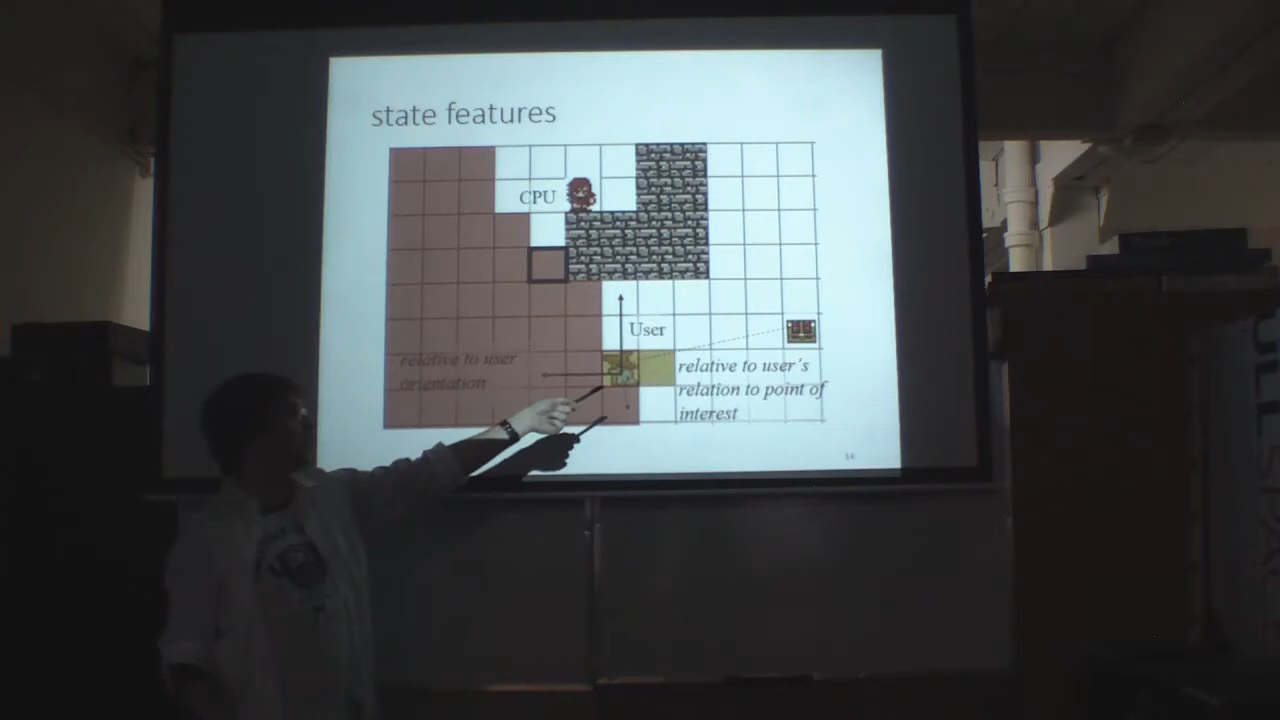 state features
CPU
User
relative to user
orientation
relative to user's
relation to point of
interest
14